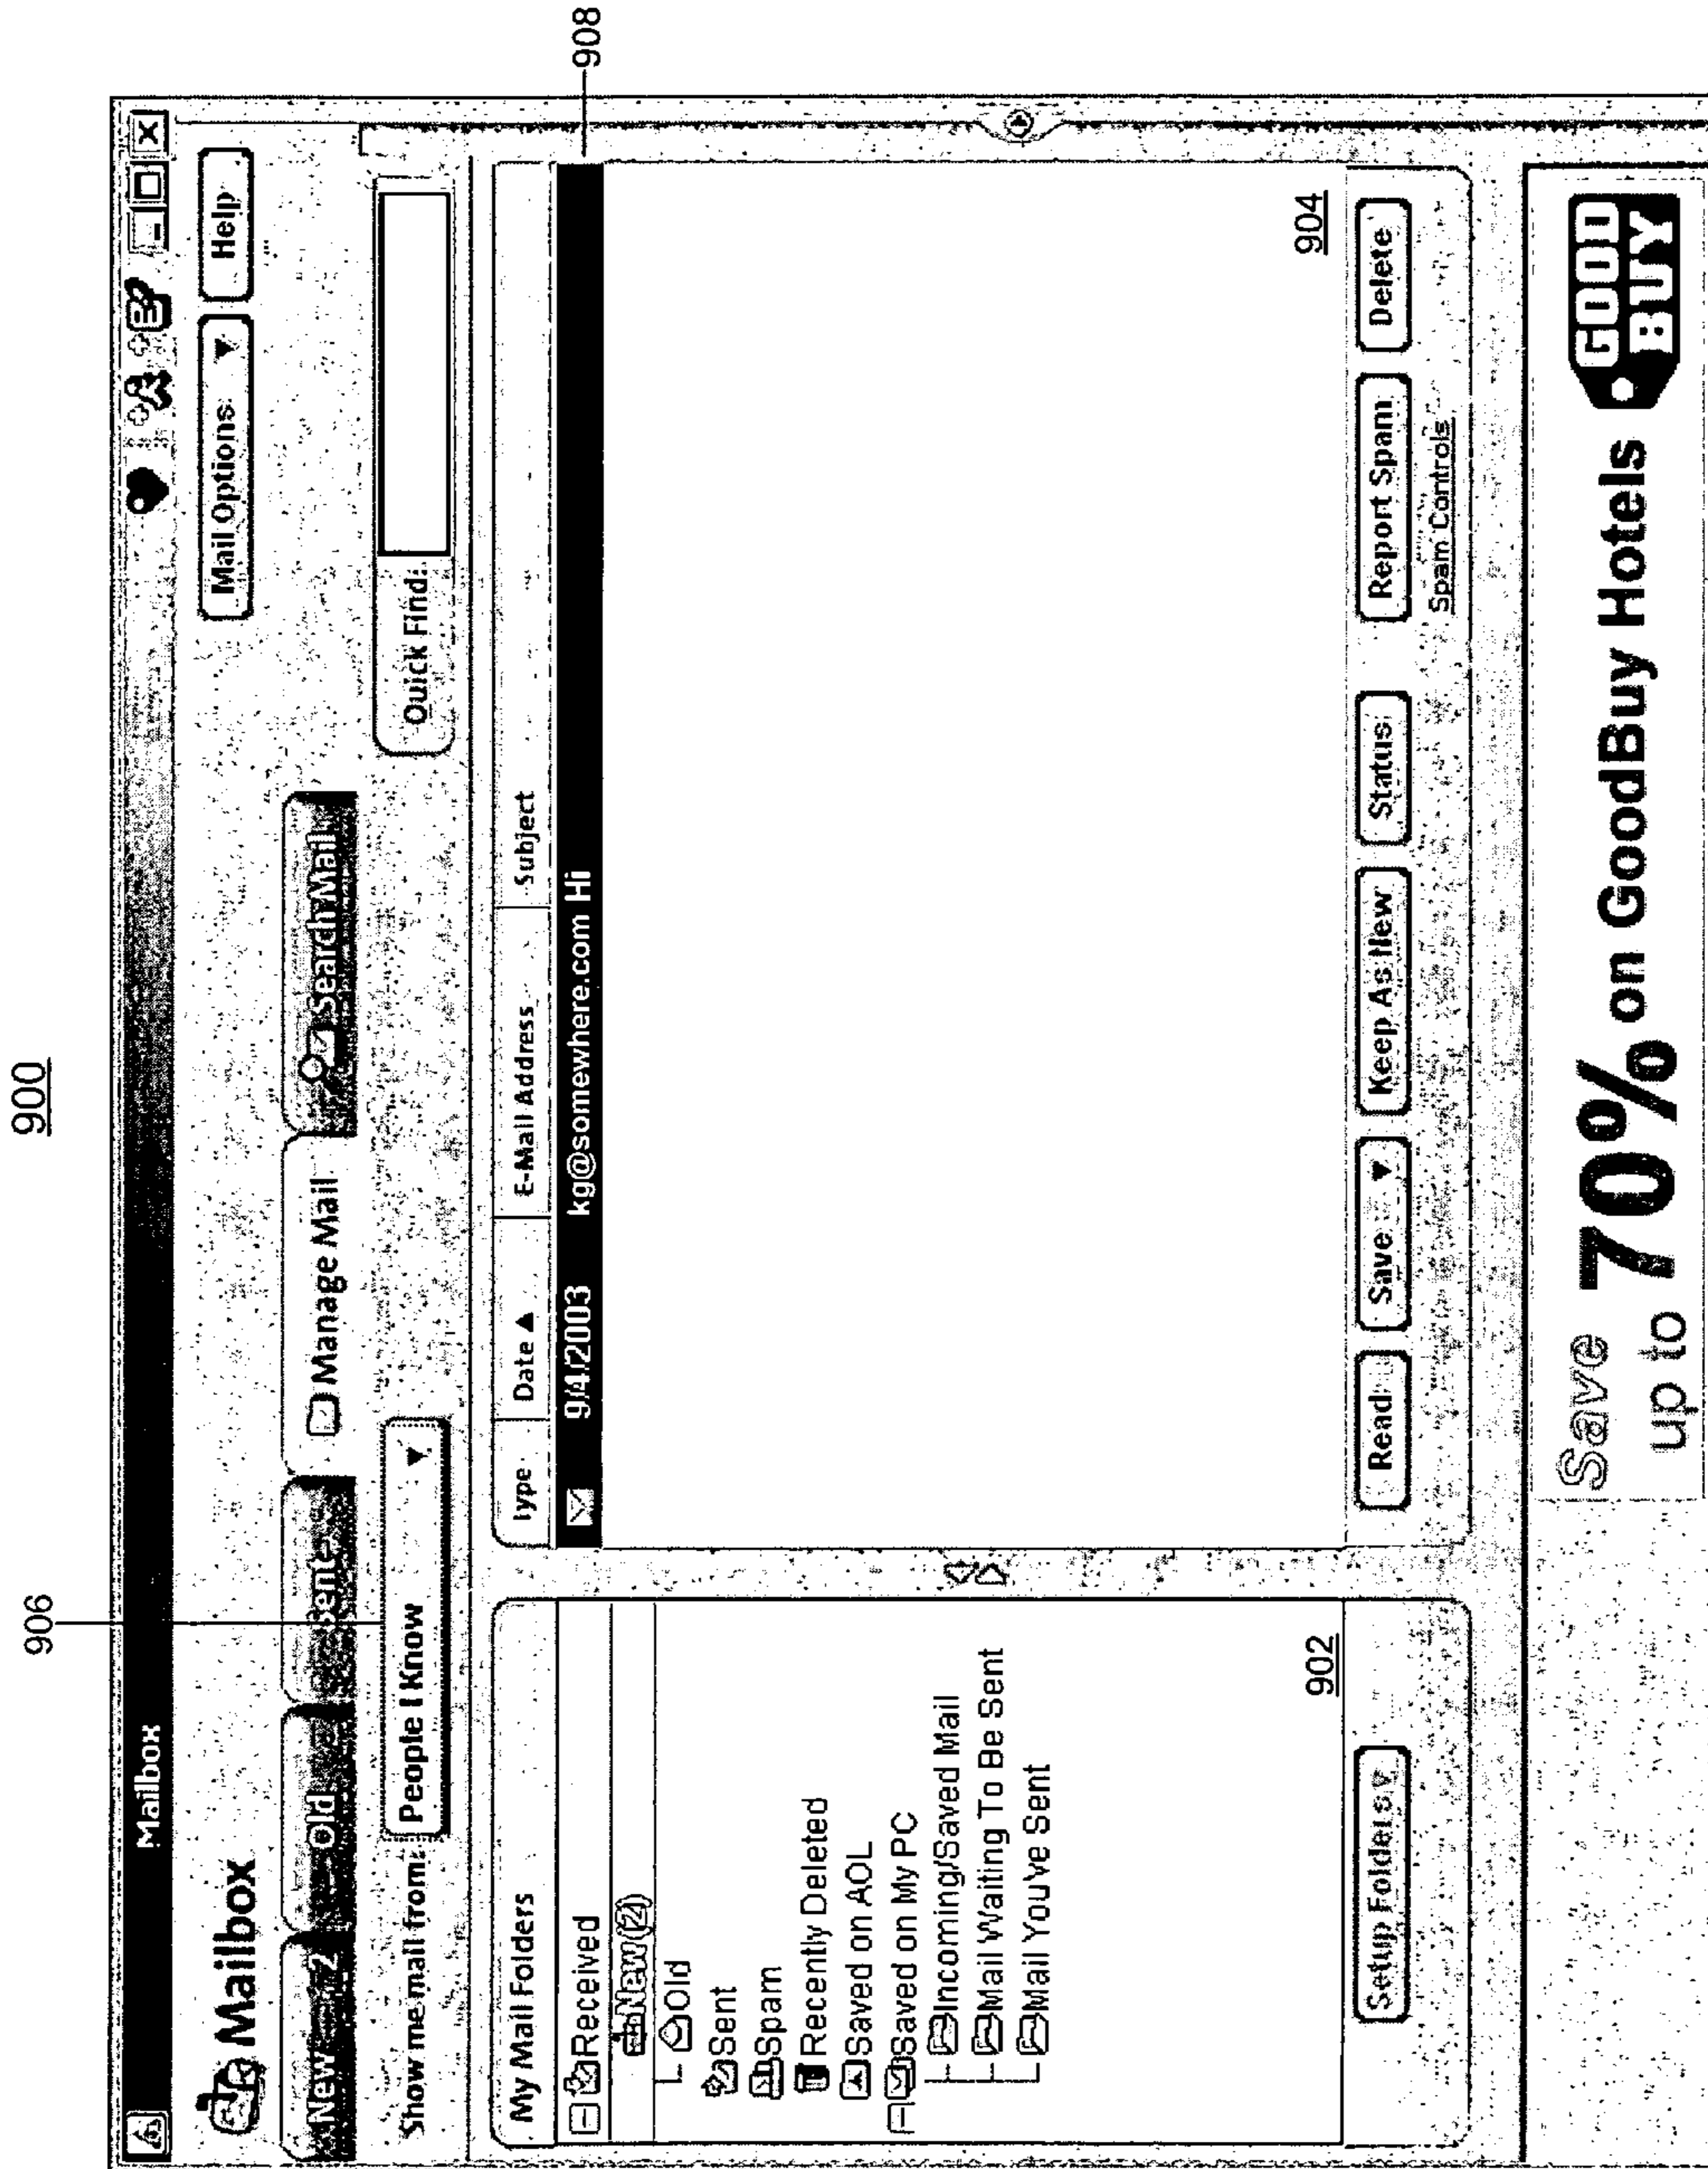 900
906
Mailbox
Mailbox
Mail Options Help
New 2 Old Sent Manage Mail Search Mail
Show me mail from: People I Know Quick Find:
My Mail Folders
Type Date E-Mail Address Subject
9/4/2003 kg@somewhere.com Hi
908
Received
New (2)
Old
Sent
Spam
Recently Deleted
Saved on AOL
Saved on My PC
Incoming/Saved Mail
Mail Waiting To Be Sent
Mail You've Sent
902
904
Setup Folders
Read Save Keep As New Status Report Spam Delete
Spam Controls
Save up to 70% on GoodBuy Hotels
GOOD
BUY